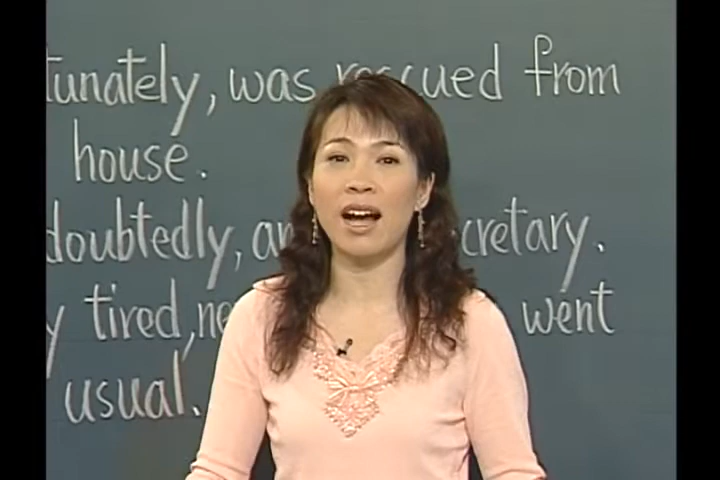 tunately, was rescued from
house.
doubtedly, an cretary.
y tired, ne went
usual.